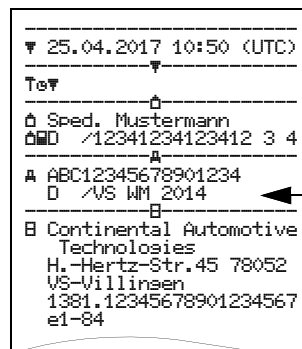 ▼ 25.04.2017 10:50 (UTC)
T⊙▼
Sped. Mustermann
D /12341234123412 3 4
A ABC12345678901234
D /VS WM 2014
B Continental Automotive
Technologies
H.-Hertz-Str.45 78052
VS-Villingen
1381.12345678901234567
e1-84